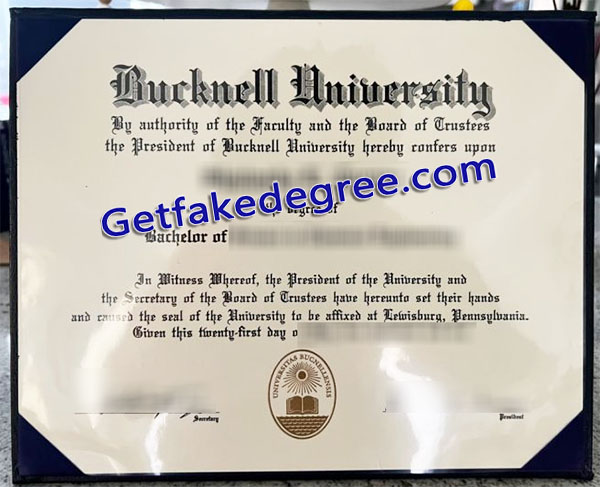 Bucknell University
By authority of the Faculty and the Board of Trustees
the President of Bucknell University hereby confers upon
Getfakedegree.com
degree of
Bachelor of
In Witness Whereof, the President of the University and
the Secretary of the Board of Trustees have hereunto set their hands
and caused the seal of the University to be affixed at Lewisburg, Pennsylvania.
Given this twenty-first day o
UNIVERSITAS BUCNELLENSIS
Secretary
President